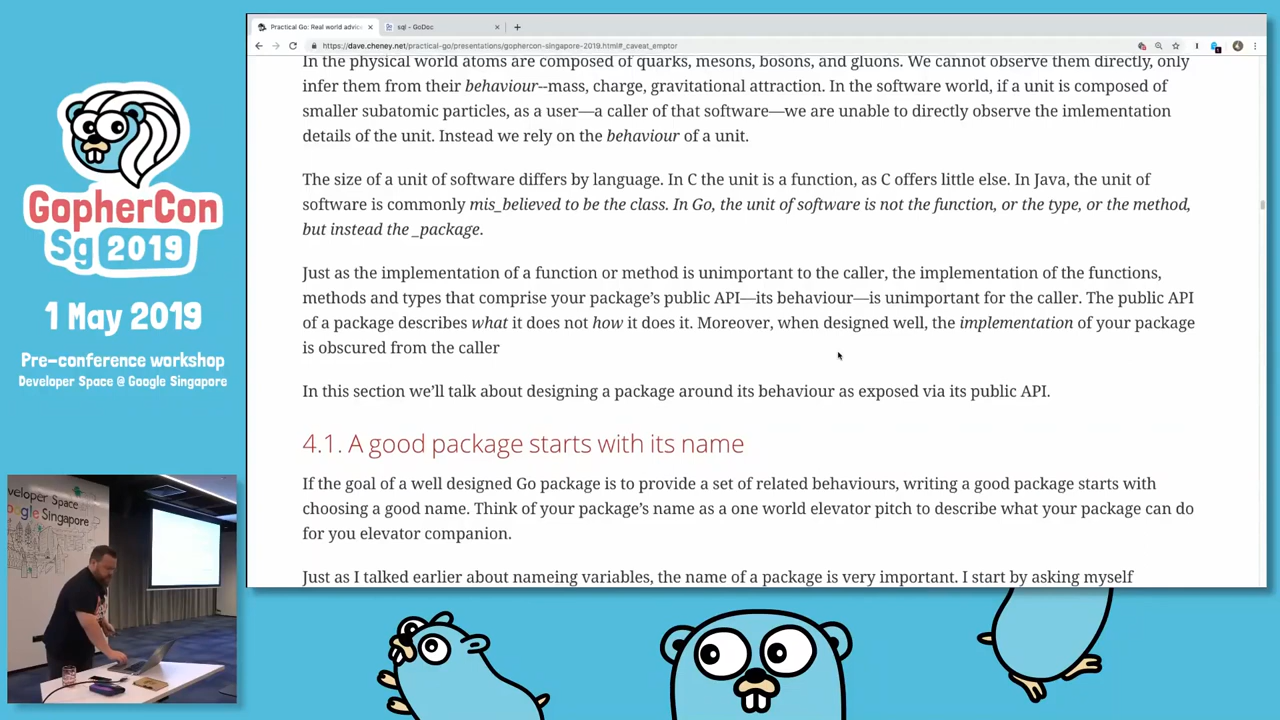 Practical Go: Real world advice
sql - GoDoc
https://dave.cheney.net/practical-go/presentations/gophercon-singapore-2019.html#_caveat_emptor
In the physical world atoms are composed of quarks, mesons, bosons, and gluons. We cannot observe them directly, only
infer them from their behaviour--mass, charge, gravitational attraction. In the software world, if a unit is composed of
smaller subatomic particles, as a user—a caller of that software—we are unable to directly observe the imlementation
details of the unit. Instead we rely on the behaviour of a unit.
The size of a unit of software differs by language. In C the unit is a function, as C offers little else. In Java, the unit of
software is commonly mis_believed to be the class. In Go, the unit of software is not the function, or the type, or the method,
but instead the _package.
Just as the implementation of a function or method is unimportant to the caller, the implementation of the functions,
methods and types that comprise your package's public API—its behaviour—is unimportant for the caller. The public API
of a package describes what it does not how it does it. Moreover, when designed well, the implementation of your package
is obscured from the caller
In this section we'll talk about designing a package around its behaviour as exposed via its public API.
4.1. A good package starts with its name
If the goal of a well designed Go package is to provide a set of related behaviours, writing a good package starts with
choosing a good name. Think of your package's name as a one world elevator pitch to describe what your package can do
for you elevator companion.
Just as I talked earlier about nameing variables, the name of a package is very important. I start by asking myself
GopherCon
Sg 2019
1 May 2019
Pre-conference workshop
Developer Space @ Google Singapore
veloper Space
oogle Singapore